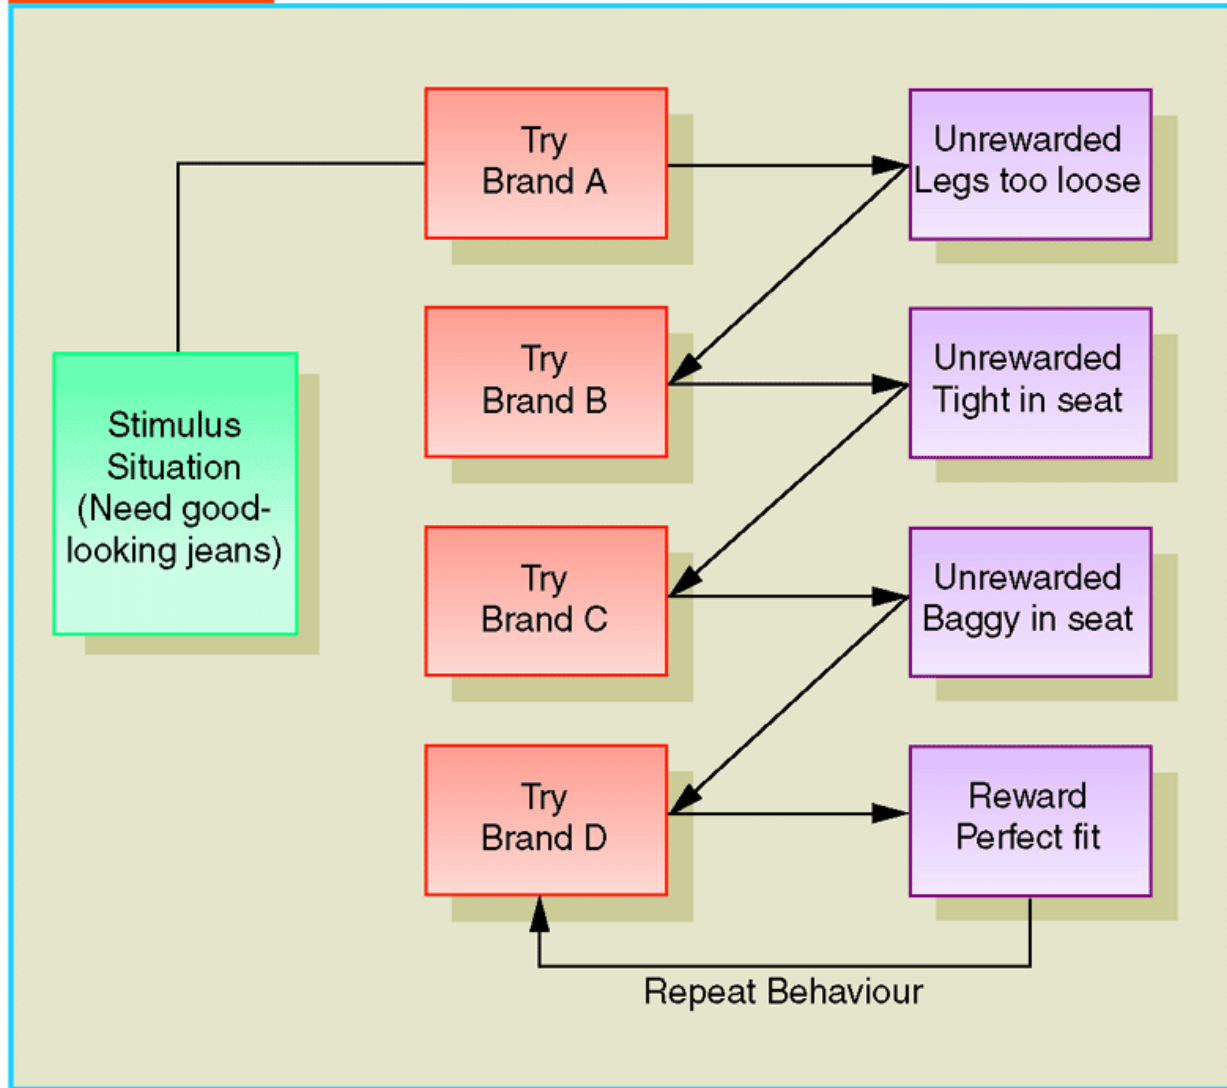 Try
Brand A
Unrewarded
Legs too loose
Try
Brand B
Unrewarded
Tight in seat
Stimulus
Situation
(Need good-
looking jeans)
Try
Brand C
Unrewarded
Baggy in seat
Try
Brand D
Reward
Perfect fit
Repeat Behaviour